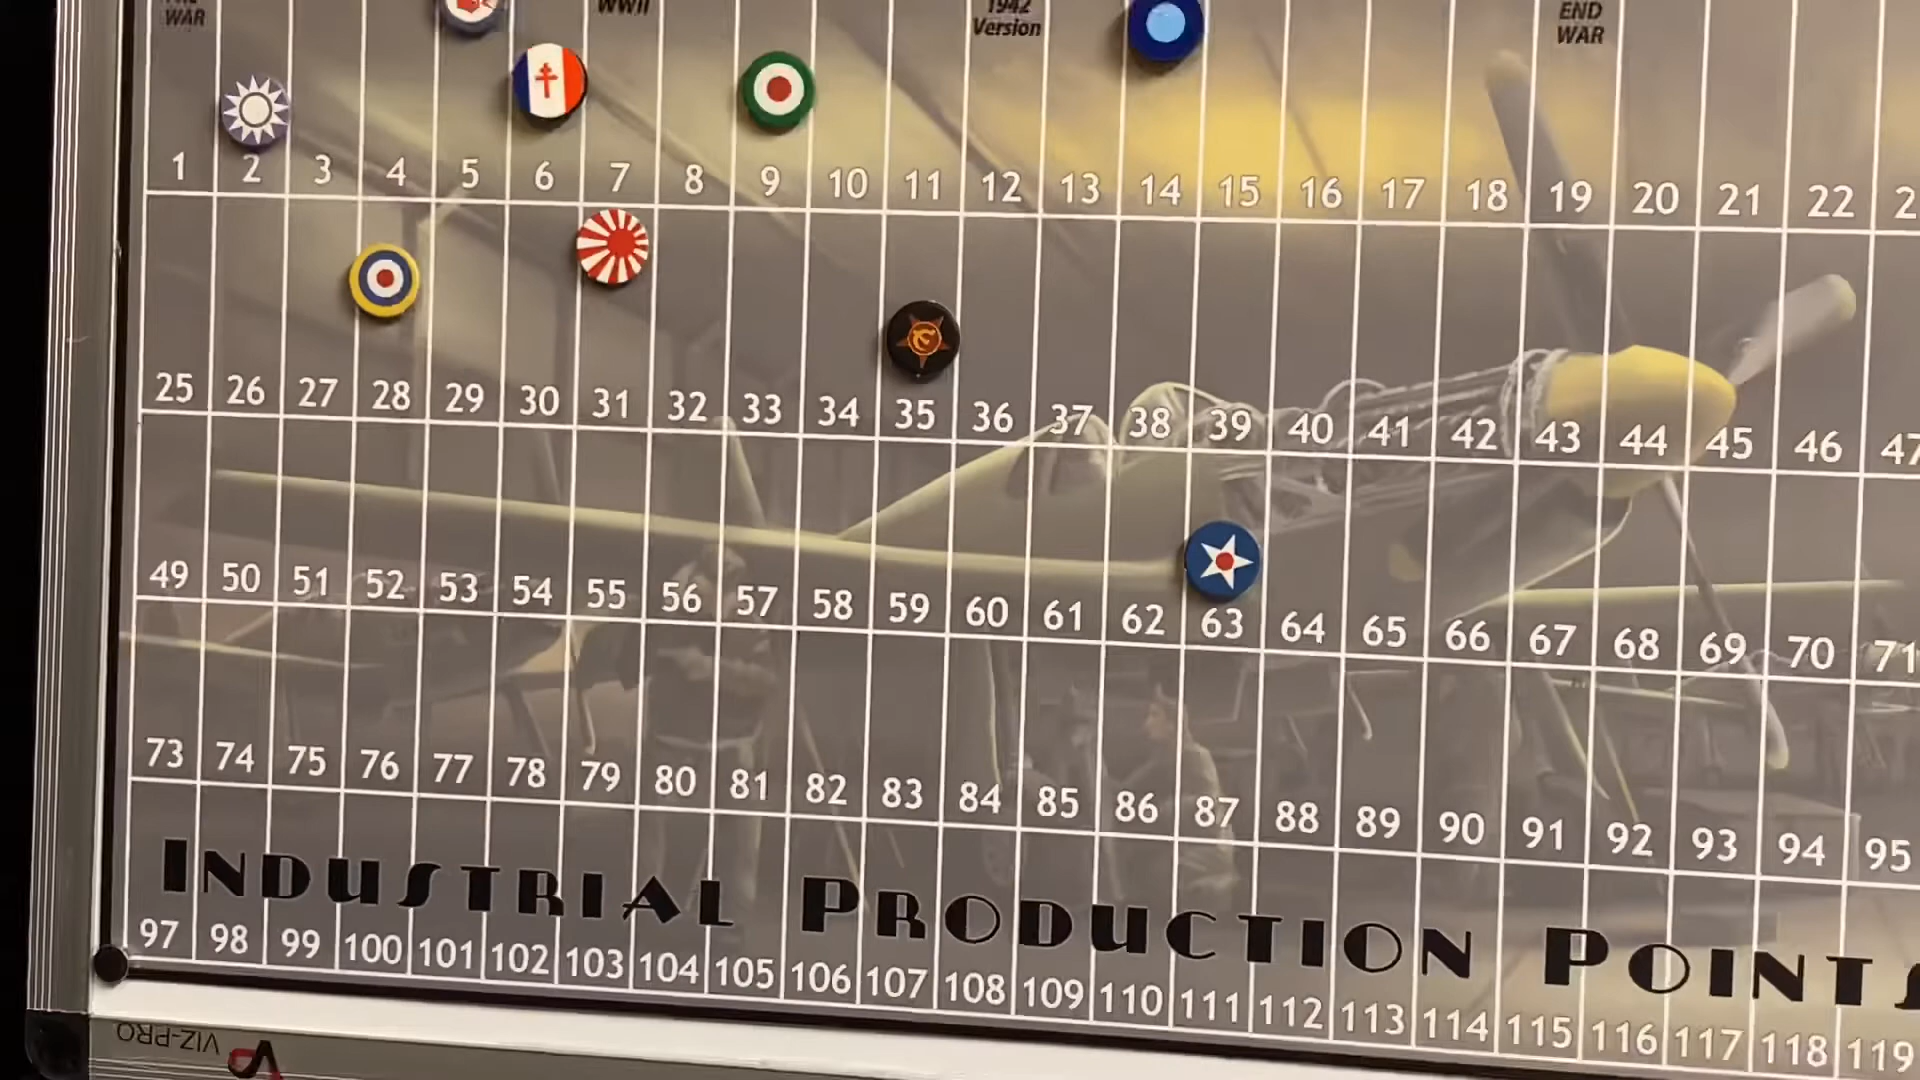 WAR
WWII
1942
Version
END
WAR
1 2 3 4 5 6 7 8 9 10 11 12 13 14 15 16 17 18 19 20 21 22
25 26 27 28 29 30 31 32 33 34 35 36 37 38 39 40 41 42 43 44 45 46 47
49 50 51 52 53 54 55 56 57 58 59 60 61 62 63 64 65 66 67 68 69 70 71
73 74 75 76 77 78 79 80 81 82 83 84 85 86 87 88 89 90 91 92 93 94 95
INDUSTRIAL PRODUCTION POINTS
97 98 99 100 101 102 103 104 105 106 107 108 109 110 111 112 113 114 115 116 117 118 119
VIZ-PRO